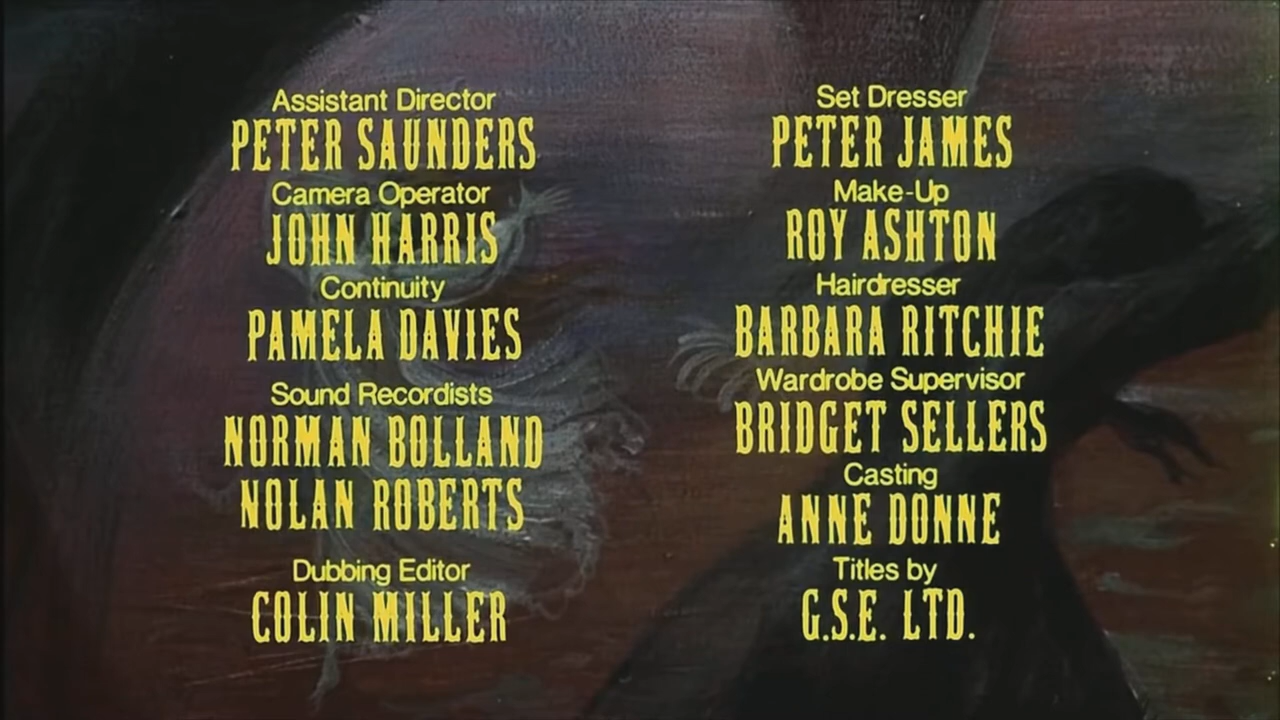 Assistant Director
PETER SAUNDERS
Camera Operator
JOHN HARRIS
Continuity
PAMELA DAVIES
Sound Recordists
NORMAN BOLLAND
NOLAN ROBERTS
Dubbing Editor
COLIN MILLER
Set Dresser
PETER JAMES
Make-Up
ROY ASHTON
Hairdresser
BARBARA RITCHIE
Wardrobe Supervisor
BRIDGET SELLERS
Casting
ANNE DONNE
Titles by
G.S.E. LTD.